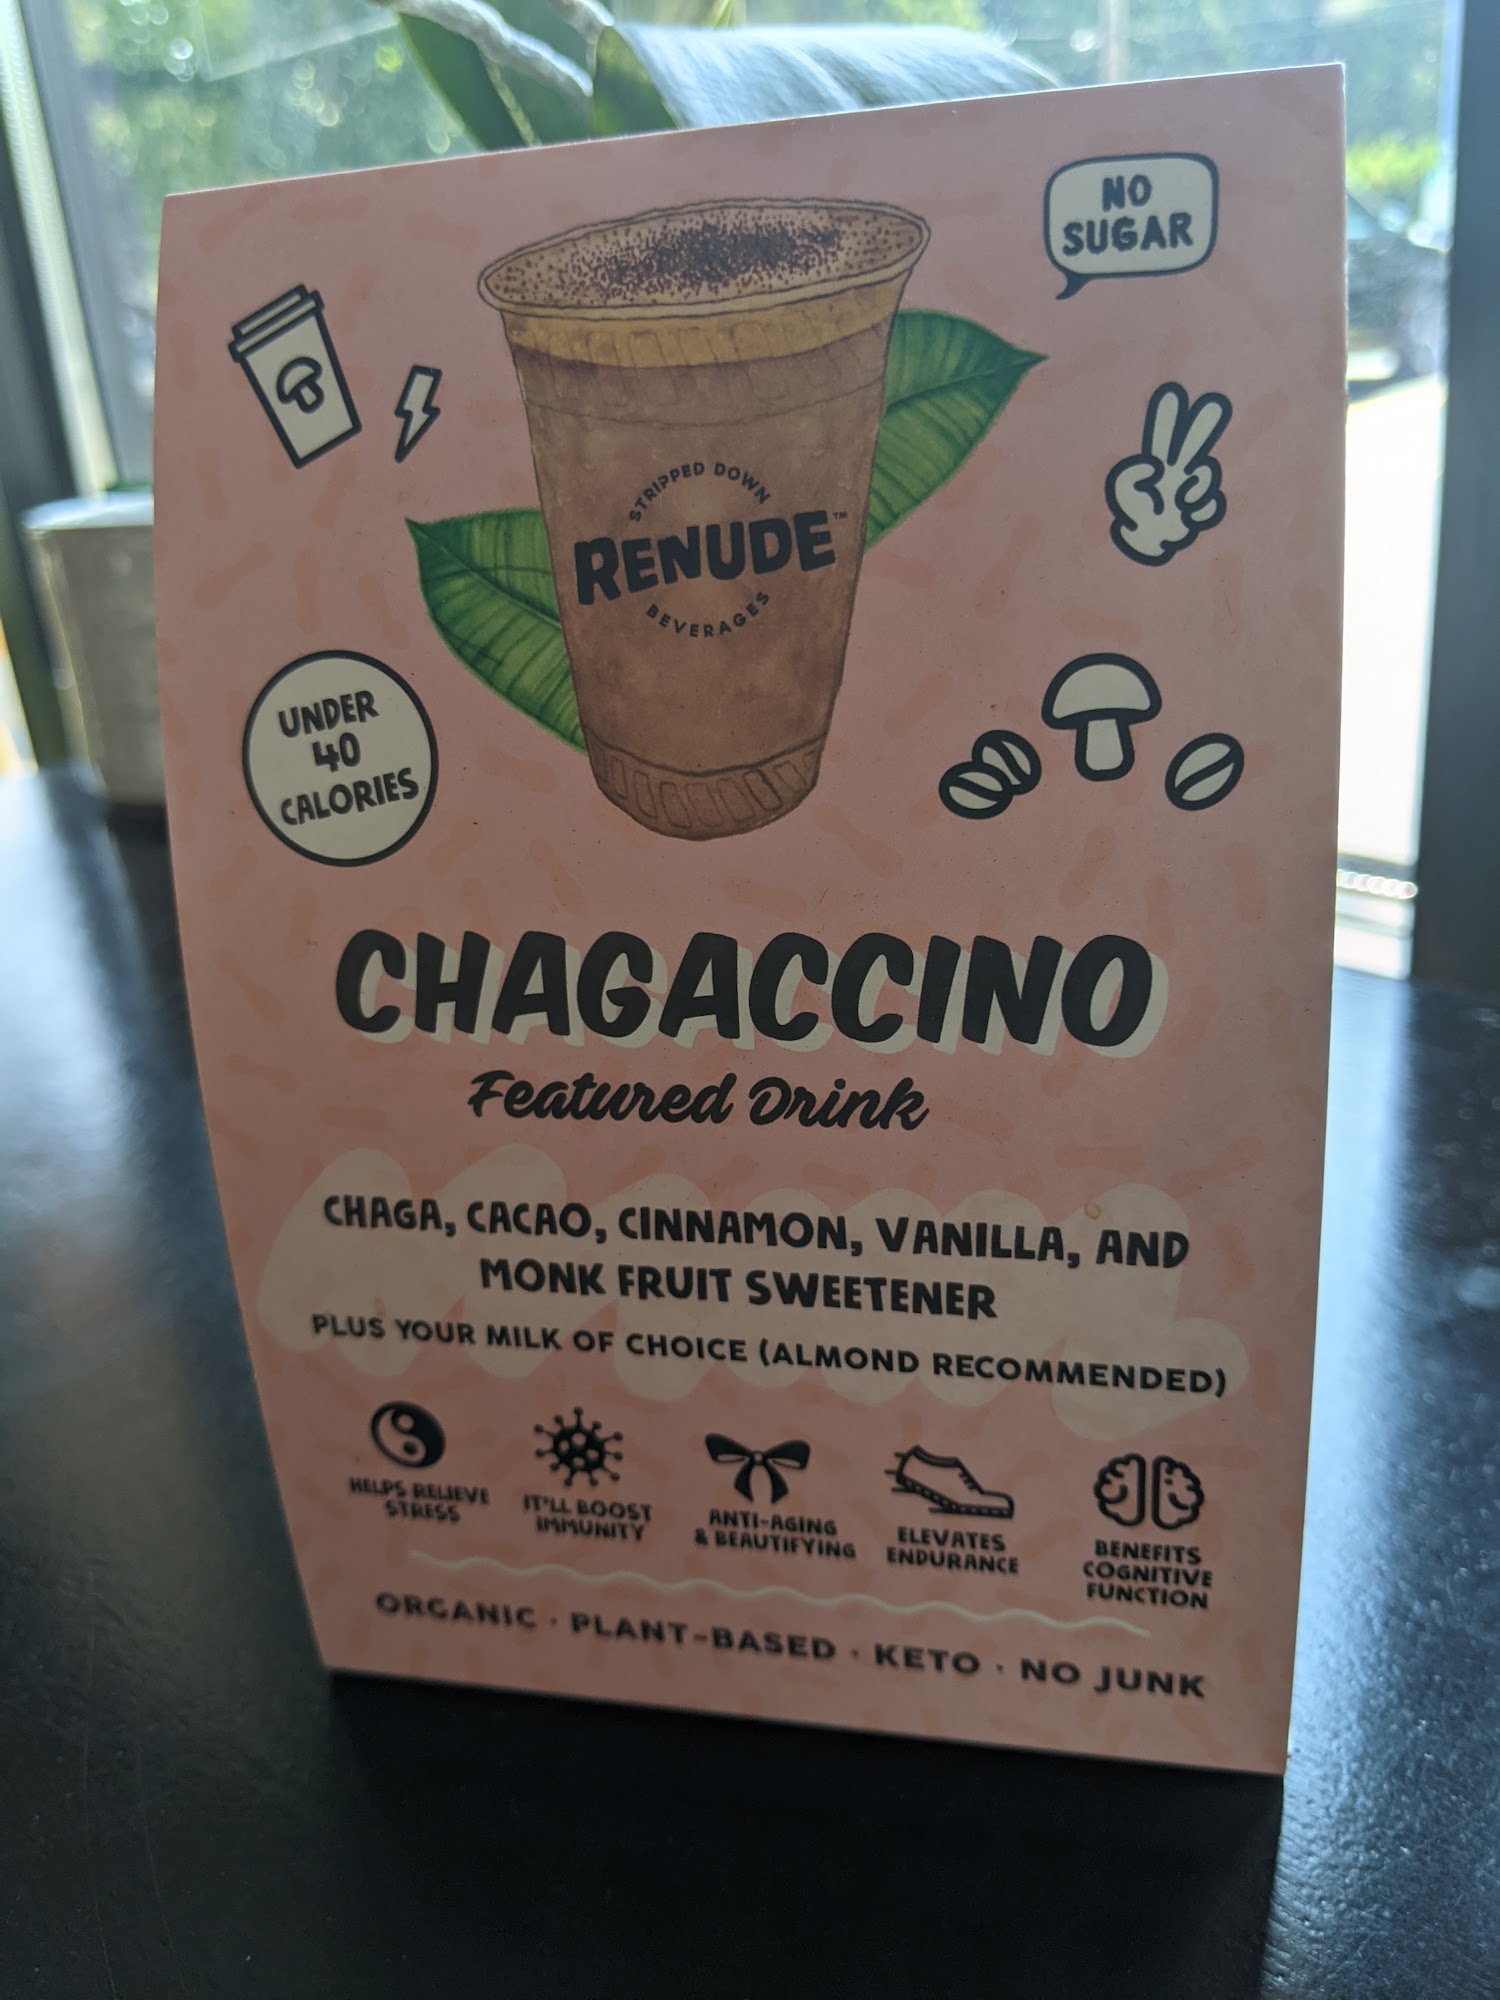 NO
SUGAR
STRIPPED DOWN
RENUDE™
BEVERAGES
UNDER
40
CALORIES
CHAGACCINO
Featured Drink
CHAGA, CACAO, CINNAMON, VANILLA, AND
MONK FRUIT SWEETENER
PLUS YOUR MILK OF CHOICE (ALMOND RECOMMENDED)
HELPS RELIEVE
STRESS
IT'LL BOOST
IMMUNITY
ANTI-AGING
& BEAUTIFYING
ELEVATES
ENDURANCE
BENEFITS
COGNITIVE
FUNCTION
ORGANIC · PLANT-BASED · KETO · NO JUNK